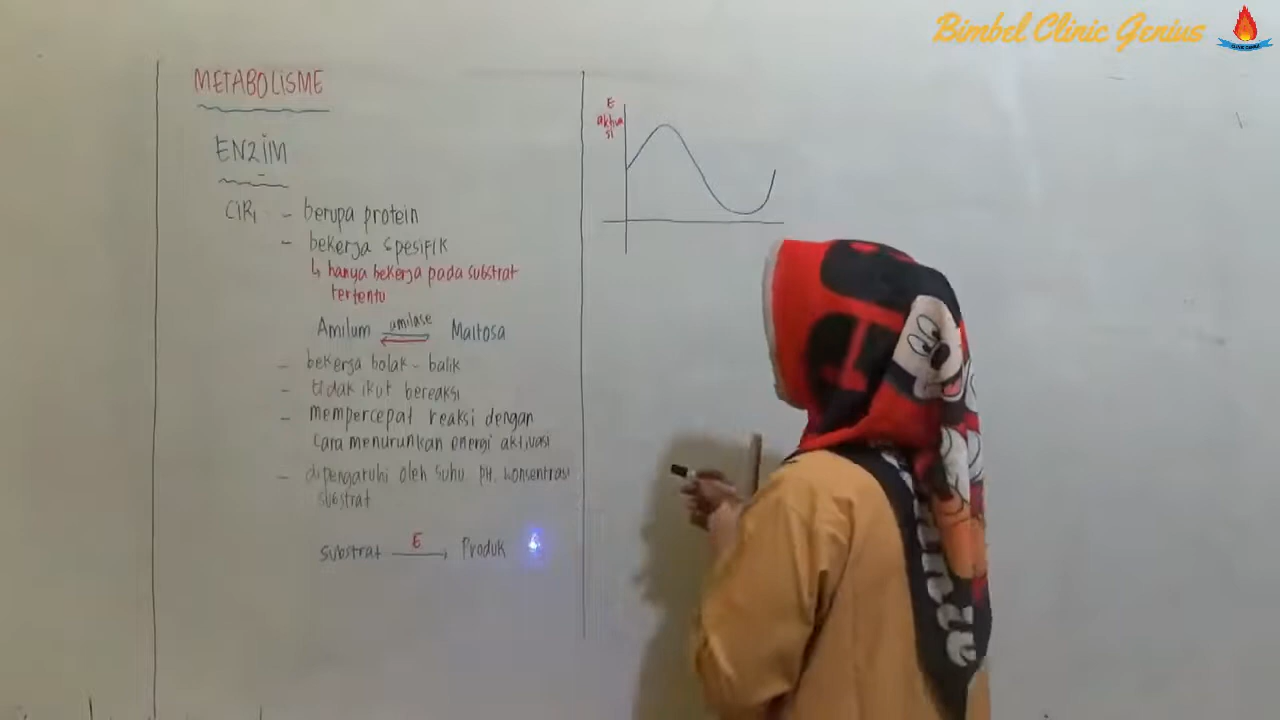 Bimbel Clinic Genius
CLINIC GENIUS
METABOLISME
ENZIM
CIRI - berupa protein
- bekerja spesifik
↳ hanya bekerja pada substrat
tertentu
Amilum amilase Maltosa
- bekerja bolak - balik
- tidak ikut bereaksi
- mempercepat reaksi dengan
cara menurunkan energi aktivasi
- dipengaruhi oleh suhu, pH, konsentrasi
substrat
substrat E → Produk
E
aktiva
si